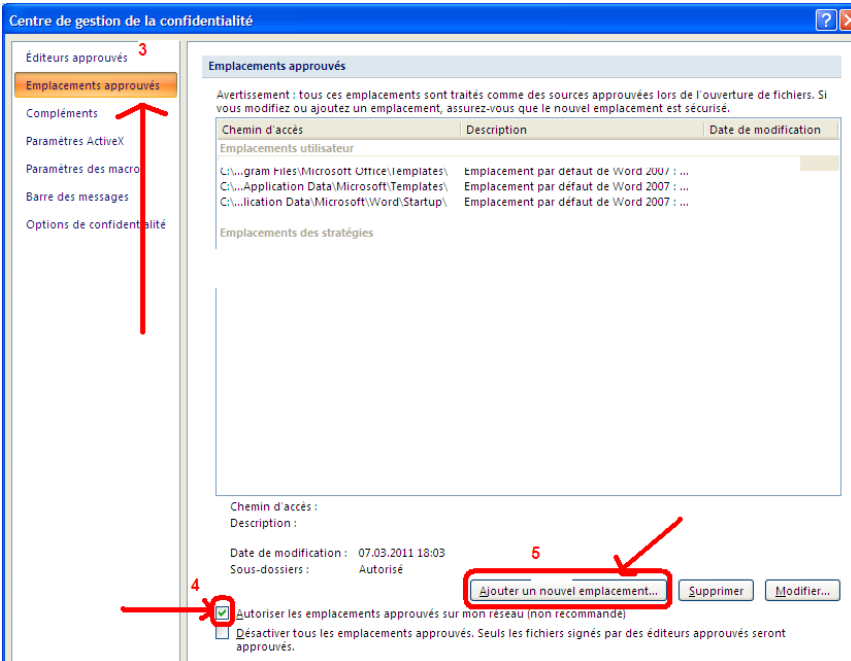 Centre de gestion de la confidentialité
Éditeurs approuvés
3
Emplacements approuvés
Compléments
Paramètres ActiveX
Paramètres des macro
Barre des messages
Options de confidentialité
Emplacements approuvés
Avertissement : tous ces emplacements sont traités comme des sources approuvées lors de l'ouverture de fichiers. Si
vous modifiez ou ajoutez un emplacement, assurez-vous que le nouvel emplacement est sécurisé.
Chemin d'accès Description Date de modification
Emplacements utilisateur
C:\...gram Files\Microsoft Office\Templates\ Emplacement par défaut de Word 2007 : ...
C:\...Application Data\Microsoft\Templates\ Emplacement par défaut de Word 2007 : ...
C:\...lication Data\Microsoft\Word\Startup\ Emplacement par défaut de Word 2007 : ...
Emplacements des stratégies
Chemin d'accès :
Description :
Date de modification : 07.03.2011 18:03
Sous-dossiers : Autorisé
5
Ajouter un nouvel emplacement... Supprimer Modifier...
4
Autoriser les emplacements approuvés sur mon réseau (non recommandé)
Désactiver tous les emplacements approuvés. Seuls les fichiers signés par des éditeurs approuvés seront
approuvés.